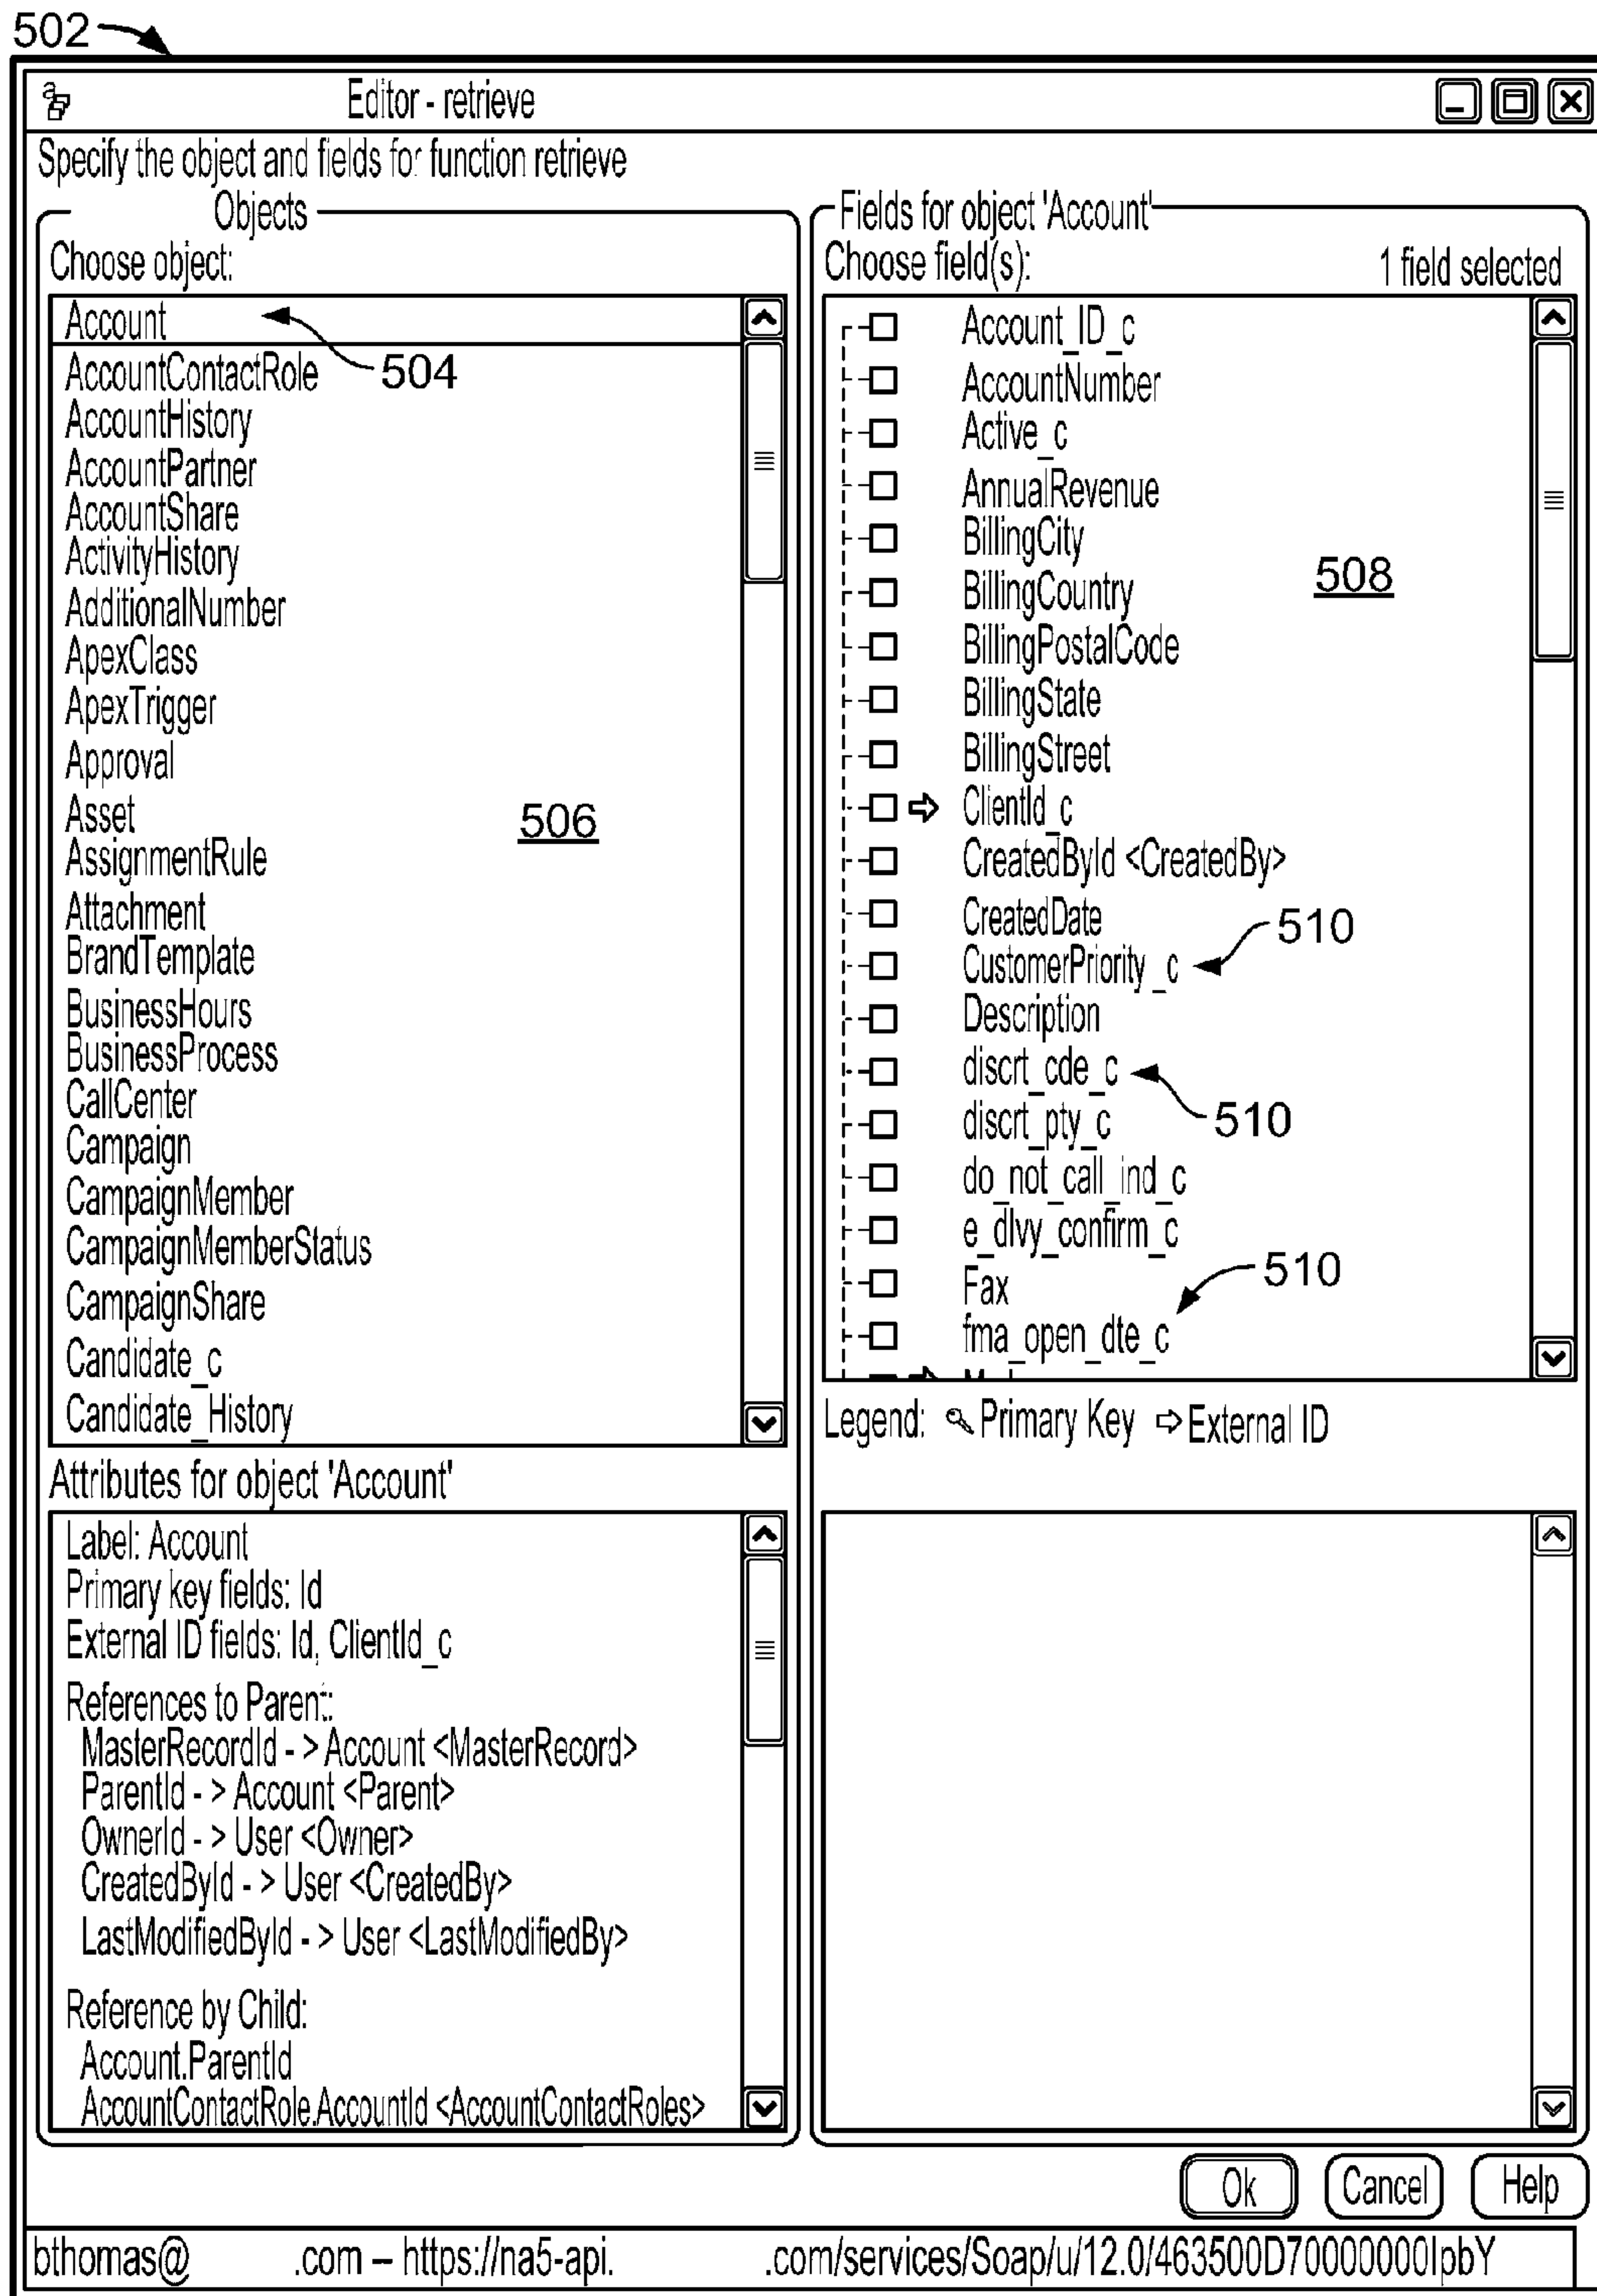 502
Editor - retrieve
Specify the object and fields for function retrieve
Objects
Choose object:
Account
504
AccountContactRole
AccountHistory
AccountPartner
AccountShare
ActivityHistory
AdditionalNumber
ApexClass
ApexTrigger
Approval
Asset
506
AssignmentRule
Attachment
BrandTemplate
BusinessHours
BusinessProcess
CallCenter
Campaign
CampaignMember
CampaignMemberStatus
CampaignShare
Candidate_c
Candidate_History
Attributes for object 'Account'
Label: Account
Primary key fields: Id
External ID fields: Id, ClientId_c
References to Parent:
MasterRecordId - > Account <MasterRecord>
ParentId - > Account <Parent>
OwnerId - > User <Owner>
CreatedById - > User <CreatedBy>
LastModifiedById - > User <LastModifiedBy>
Reference by Child:
Account.ParentId
AccountContactRole.AccountId <AccountContactRoles>
Fields for object 'Account'
Choose field(s): 1 field selected
Account_ID_c
AccountNumber
Active_c
AnnualRevenue
BillingCity
508
BillingCountry
BillingPostalCode
BillingState
BillingStreet
ClientId_c
CreatedById <CreatedBy>
CreatedDate
510
CustomerPriority_c
Description
discrt_cde_c
510
discrt_pty_c
do_not_call_ind_c
e_dlvy_confirm_c
510
Fax
fma_open_dte_c
Legend: Primary Key External ID
Ok Cancel Help
bthomas@ .com – https://na5-api. .com/services/Soap/u/12.0/463500D70000000IpbY